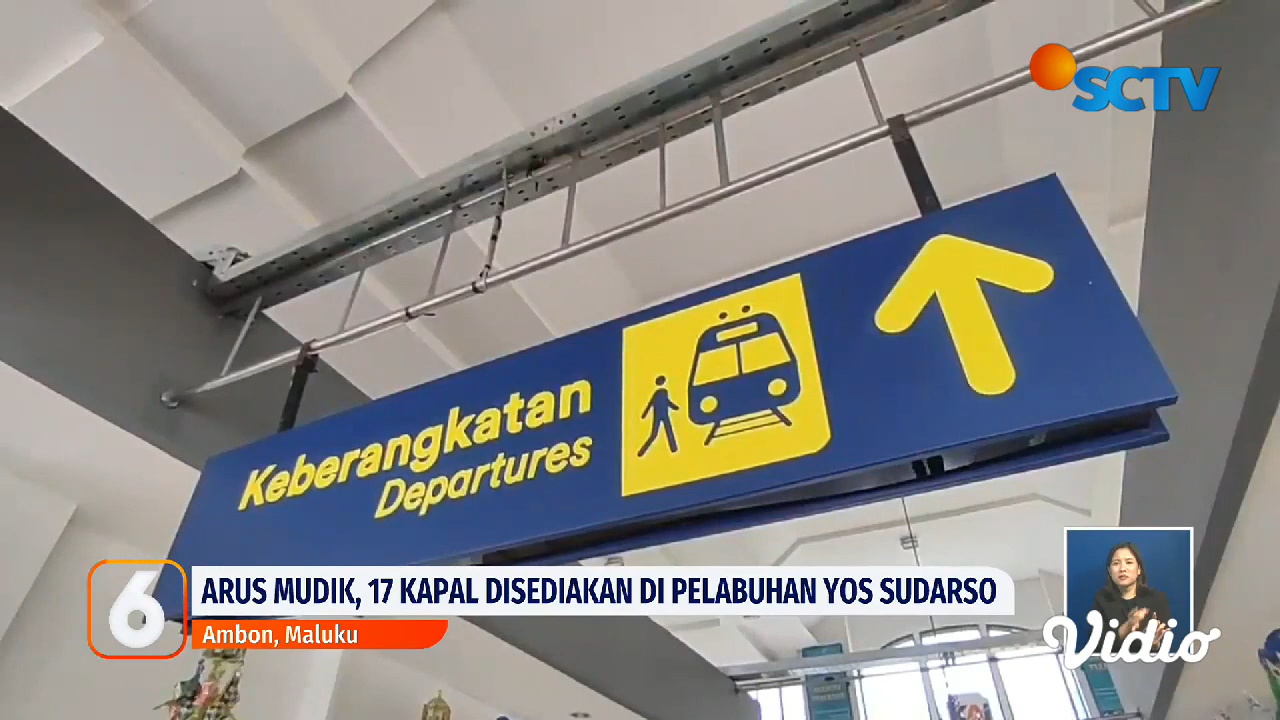 SCTV
Keberangkatan
Departures
6
ARUS MUDIK, 17 KAPAL DISEDIAKAN DI PELABUHAN YOS SUDARSO
Ambon, Maluku
Vidio